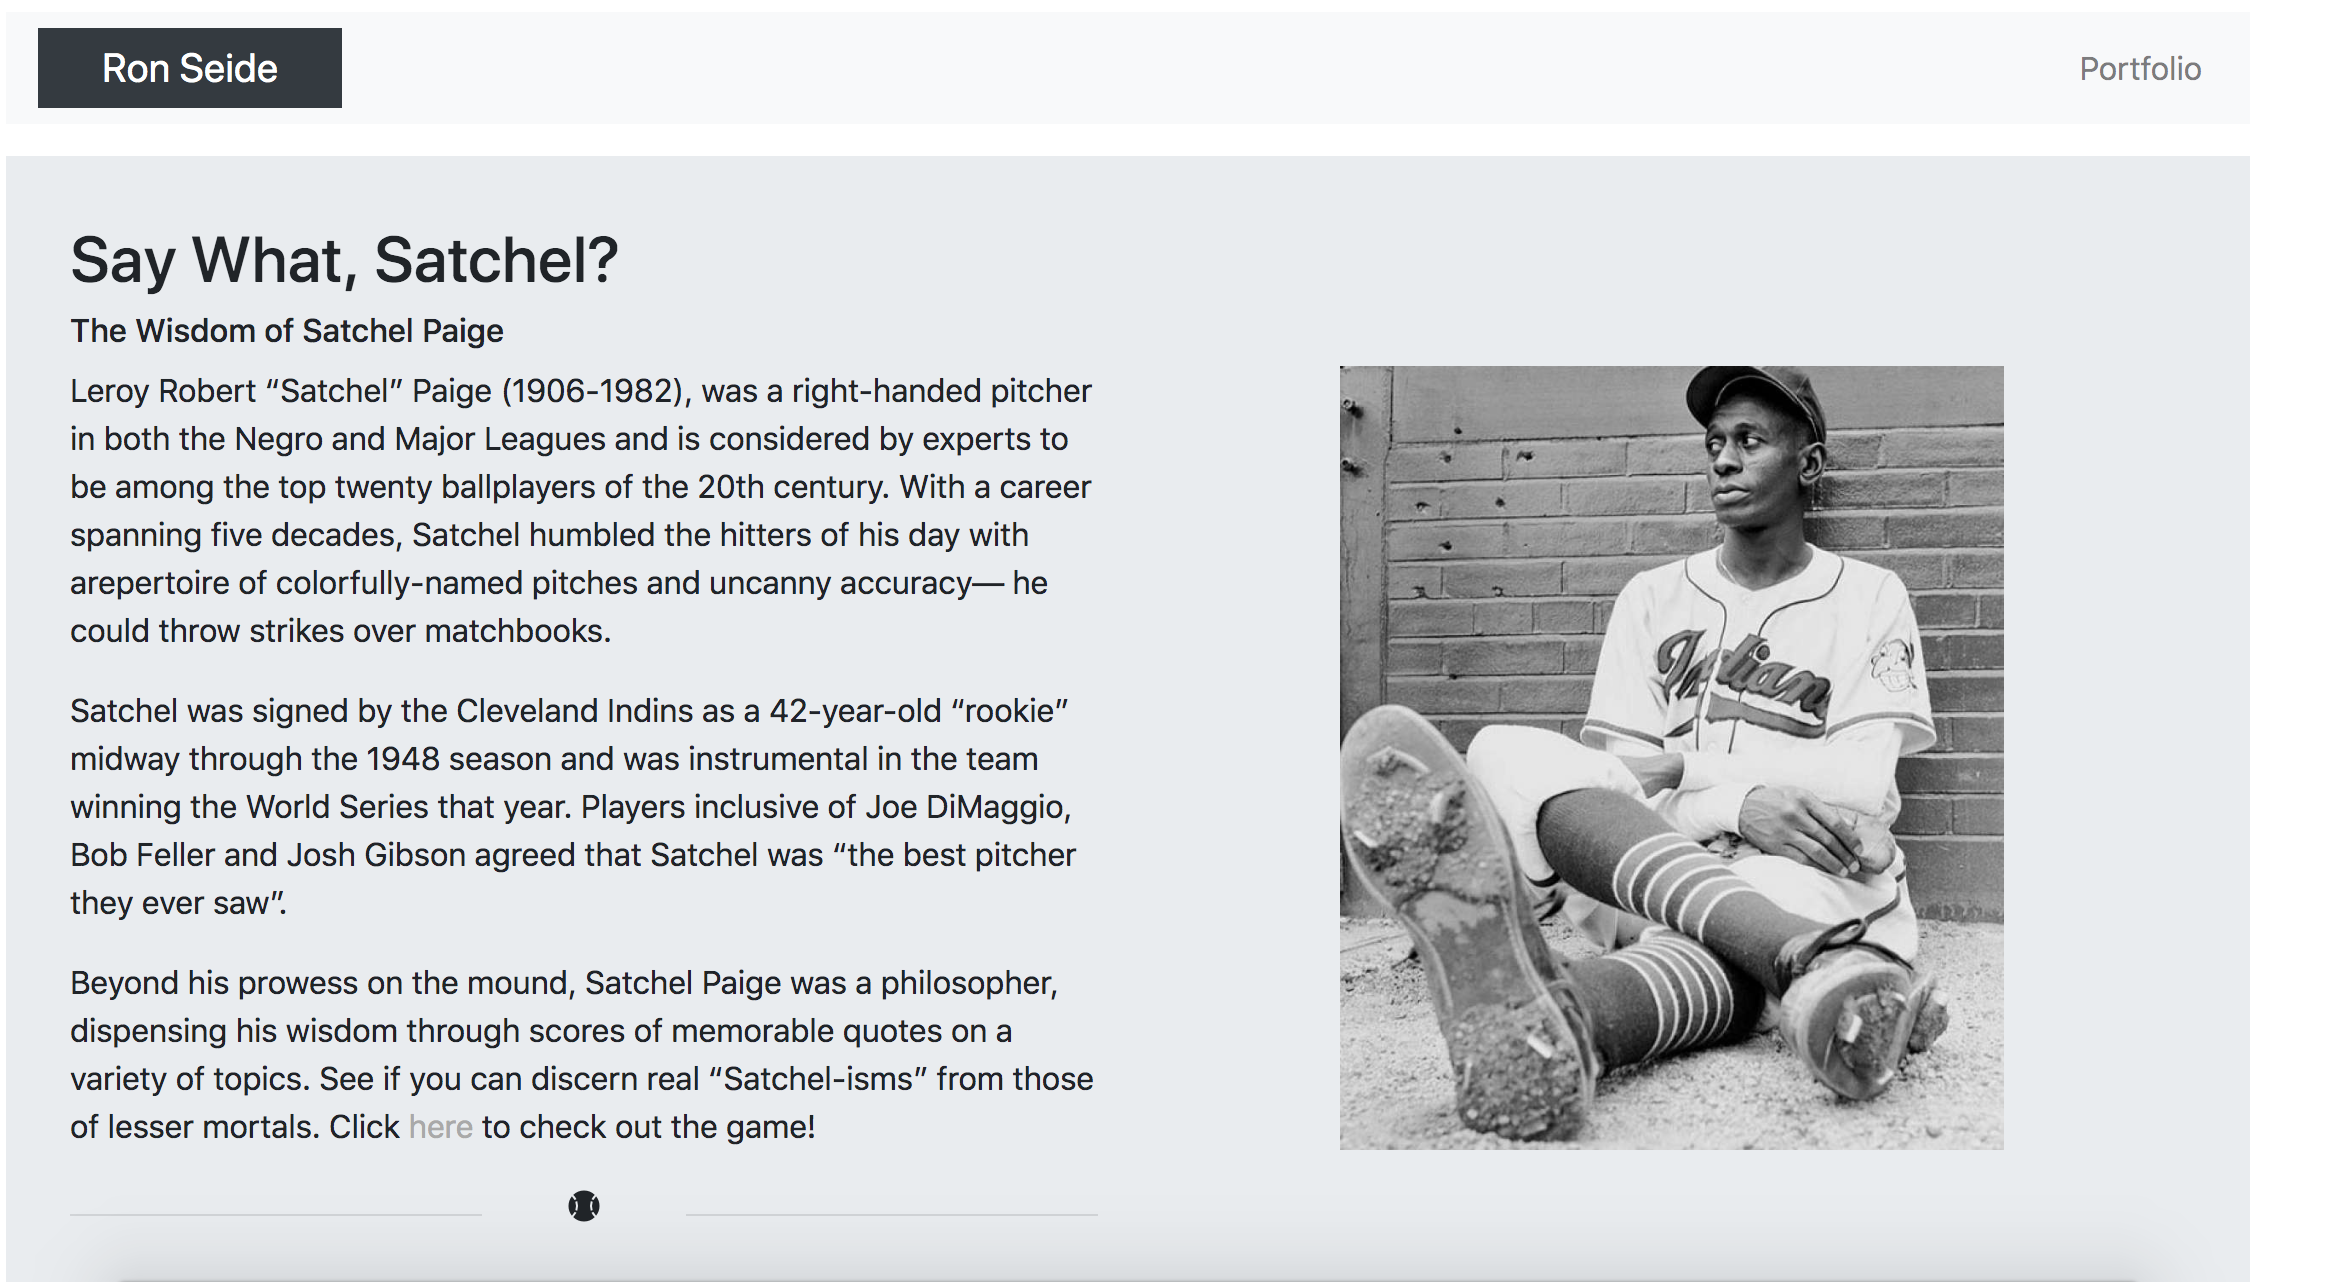 Ron Seide
Portfolio
Say What, Satchel?
The Wisdom of Satchel Paige
Leroy Robert “Satchel” Paige (1906-1982), was a right-handed pitcher
in both the Negro and Major Leagues and is considered by experts to
be among the top twenty ballplayers of the 20th century. With a career
spanning five decades, Satchel humbled the hitters of his day with
arepertoire of colorfully-named pitches and uncanny accuracy— he
could throw strikes over matchbooks.
Satchel was signed by the Cleveland Indins as a 42-year-old “rookie”
midway through the 1948 season and was instrumental in the team
winning the World Series that year. Players inclusive of Joe DiMaggio,
Bob Feller and Josh Gibson agreed that Satchel was “the best pitcher
they ever saw”.
Beyond his prowess on the mound, Satchel Paige was a philosopher,
dispensing his wisdom through scores of memorable quotes on a
variety of topics. See if you can discern real “Satchel-isms” from those
of lesser mortals. Click here to check out the game!
Indians